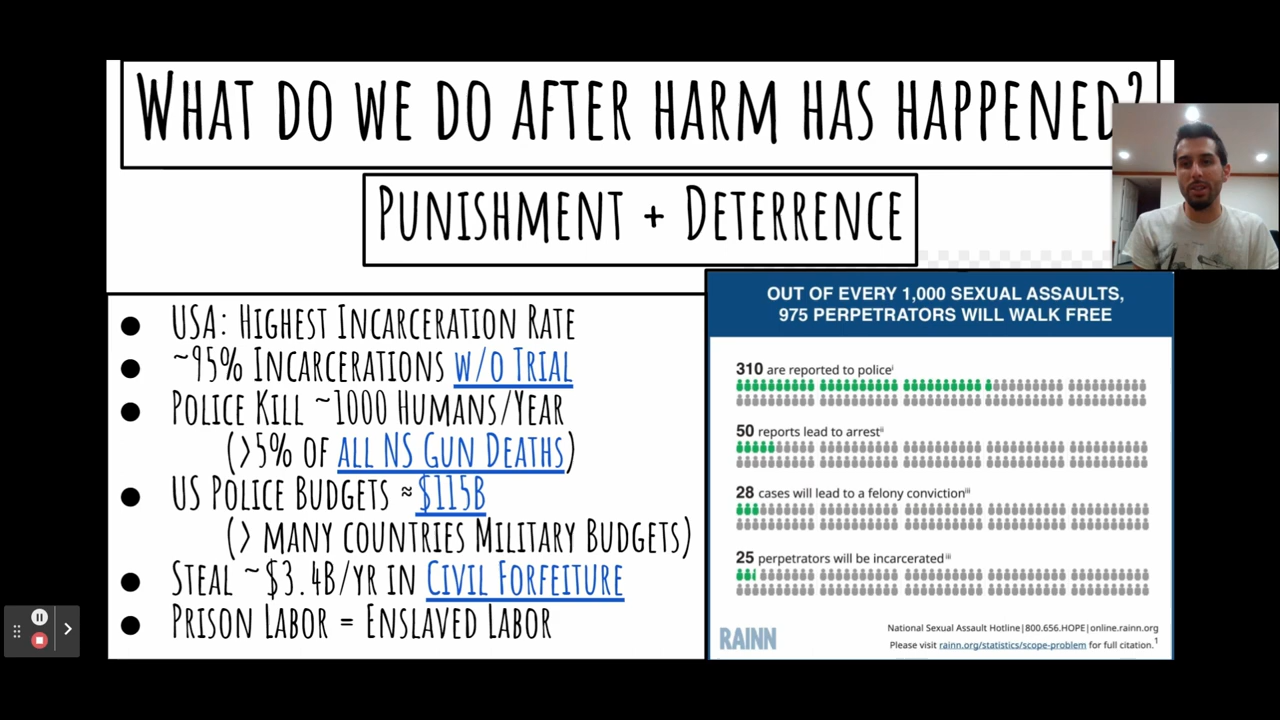 WHAT DO WE DO AFTER HARM HAS HAPPENED?
PUNISHMENT + DETERRENCE
● USA: HIGHEST INCARCERATION RATE
● ~95% INCARCERATIONS W/O TRIAL
● POLICE KILL ~1000 HUMANS/YEAR
(>5% OF ALL NS GUN DEATHS)
● US POLICE BUDGETS ≈ $115B
(> MANY COUNTRIES MILITARY BUDGETS)
● STEAL ~$3.4B/YR IN CIVIL FORFEITURE
● PRISON LABOR = ENSLAVED LABOR
OUT OF EVERY 1,000 SEXUAL ASSAULTS,
975 PERPETRATORS WILL WALK FREE
310 are reported to police i
50 reports lead to arrest ii
28 cases will lead to a felony conviction iii
25 perpetrators will be incarcerated iii
RAINN
National Sexual Assault Hotline|800.656.HOPE|online.rainn.org
Please visit rainn.org/statistics/scope-problem for full citation.1